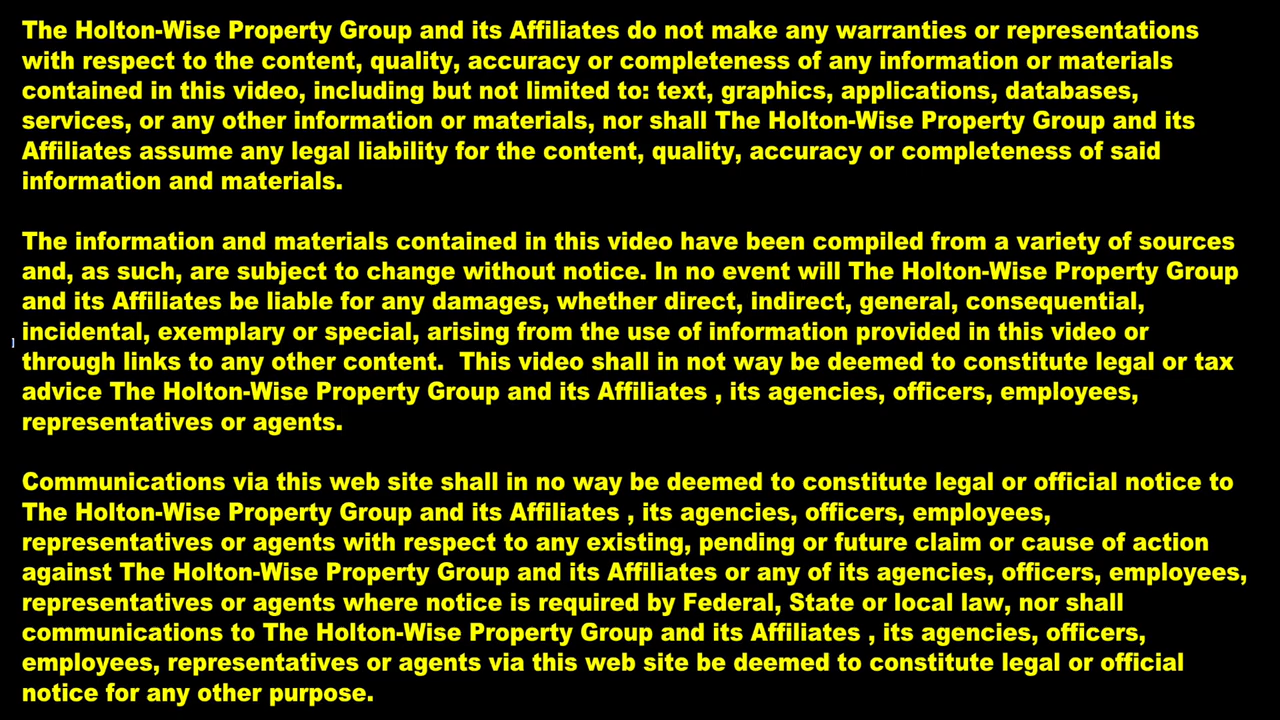 The Holton-Wise Property Group and its Affiliates do not make any warranties or representations
with respect to the content, quality, accuracy or completeness of any information or materials
contained in this video, including but not limited to: text, graphics, applications, databases,
services, or any other information or materials, nor shall The Holton-Wise Property Group and its
Affiliates assume any legal liability for the content, quality, accuracy or completeness of said
information and materials.
The information and materials contained in this video have been compiled from a variety of sources
and, as such, are subject to change without notice. In no event will The Holton-Wise Property Group
and its Affiliates be liable for any damages, whether direct, indirect, general, consequential,
incidental, exemplary or special, arising from the use of information provided in this video or
through links to any other content.  This video shall in not way be deemed to constitute legal or tax
advice The Holton-Wise Property Group and its Affiliates , its agencies, officers, employees,
representatives or agents.
Communications via this web site shall in no way be deemed to constitute legal or official notice to
The Holton-Wise Property Group and its Affiliates , its agencies, officers, employees,
representatives or agents with respect to any existing, pending or future claim or cause of action
against The Holton-Wise Property Group and its Affiliates or any of its agencies, officers, employees,
representatives or agents where notice is required by Federal, State or local law, nor shall
communications to The Holton-Wise Property Group and its Affiliates , its agencies, officers,
employees, representatives or agents via this web site be deemed to constitute legal or official
notice for any other purpose.